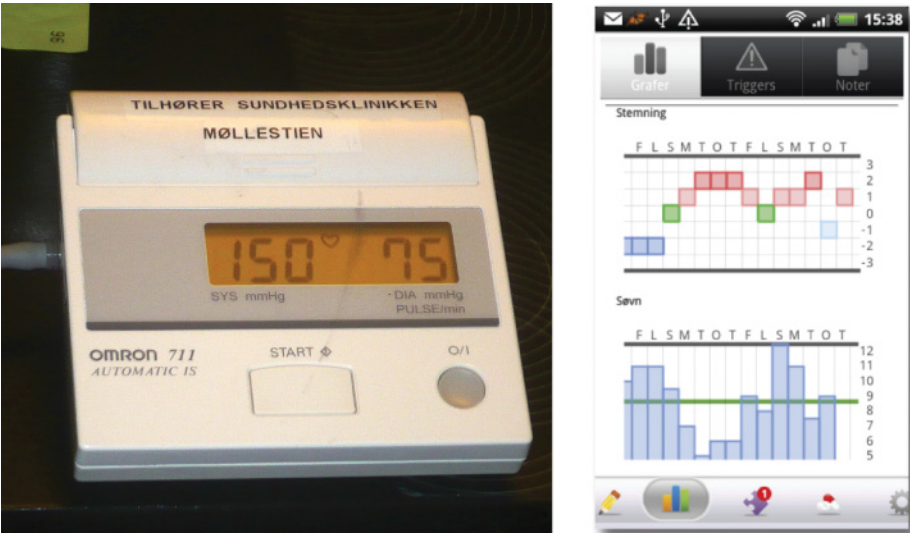 96
TILHØRER SUNDHEDSKLINIKKEN
MØLLESTIEN
150 75
SYS mmHg
DIA mmHg
PULSE/min
OMRON 711
AUTOMATIC IS
START
O/I
15:38
Grafer Triggers Noter
Stemning
F L S M T O T F L S M T O T
3
2
1
0
-1
-2
-3
Søvn
F L S M T O T F L S M T O T
12
11
10
9
8
7
6
5
1